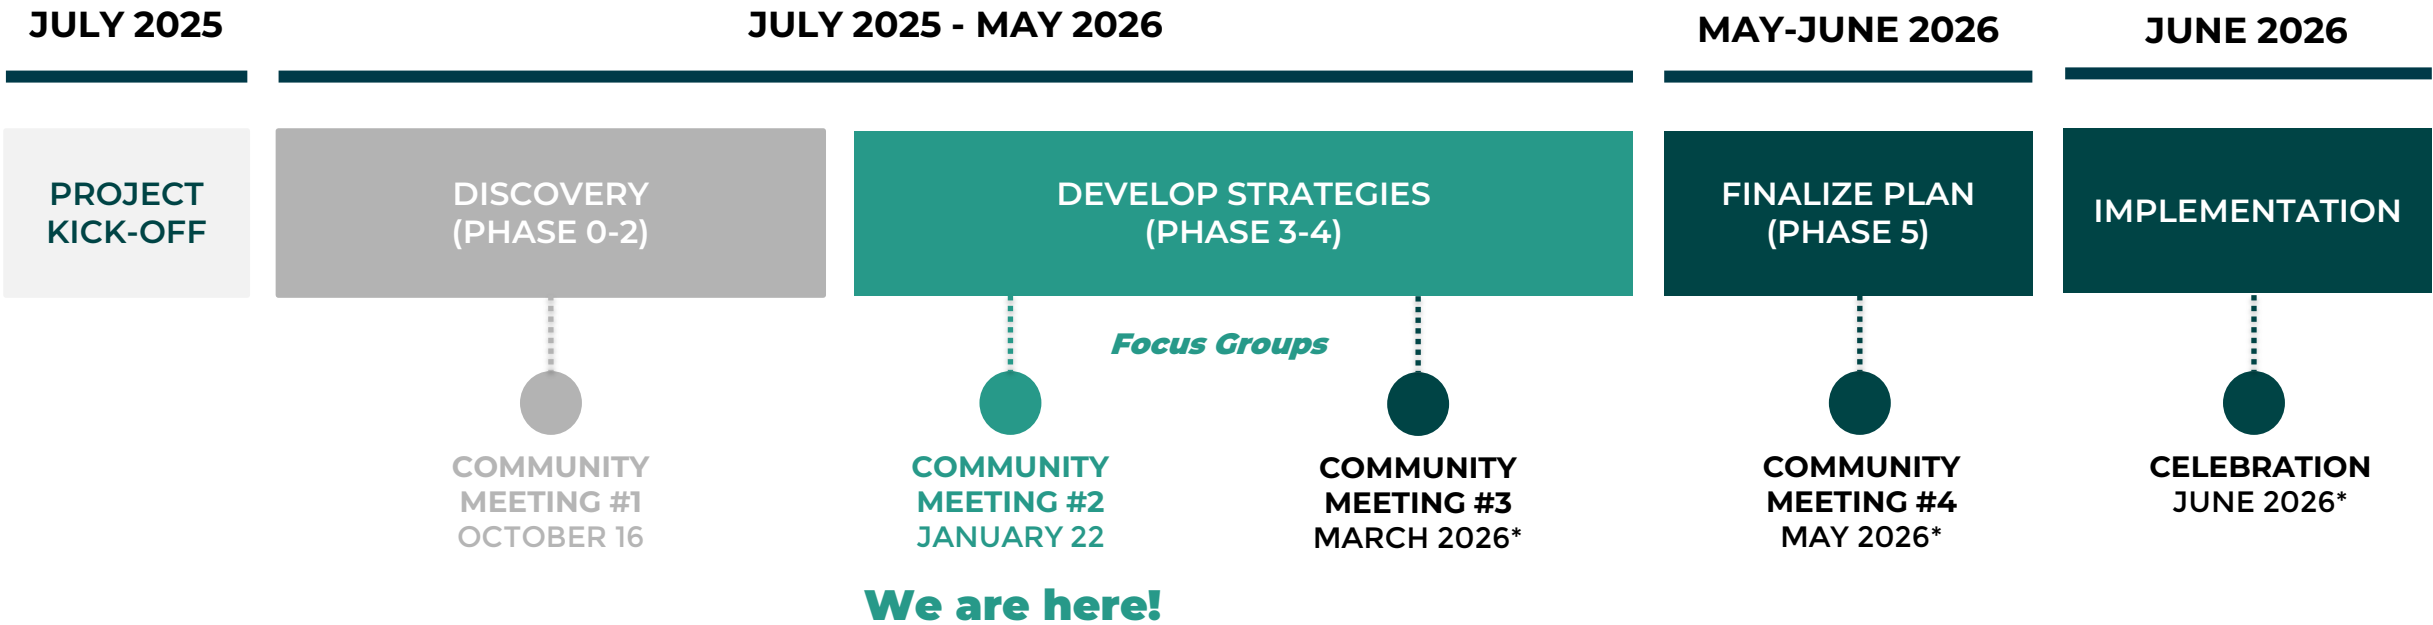 JULY 2025
JULY 2025 - MAY 2026
MAY-JUNE 2026
JUNE 2026
PROJECT
KICK-OFF
DISCOVERY
(PHASE 0-2)
DEVELOP STRATEGIES
(PHASE 3-4)
FINALIZE PLAN
(PHASE 5)
IMPLEMENTATION
Focus Groups
COMMUNITY
MEETING #1
OCTOBER 16
COMMUNITY
MEETING #2
JANUARY 22
COMMUNITY
MEETING #3
MARCH 2026*
COMMUNITY
MEETING #4
MAY 2026*
CELEBRATION
JUNE 2026*
We are here!